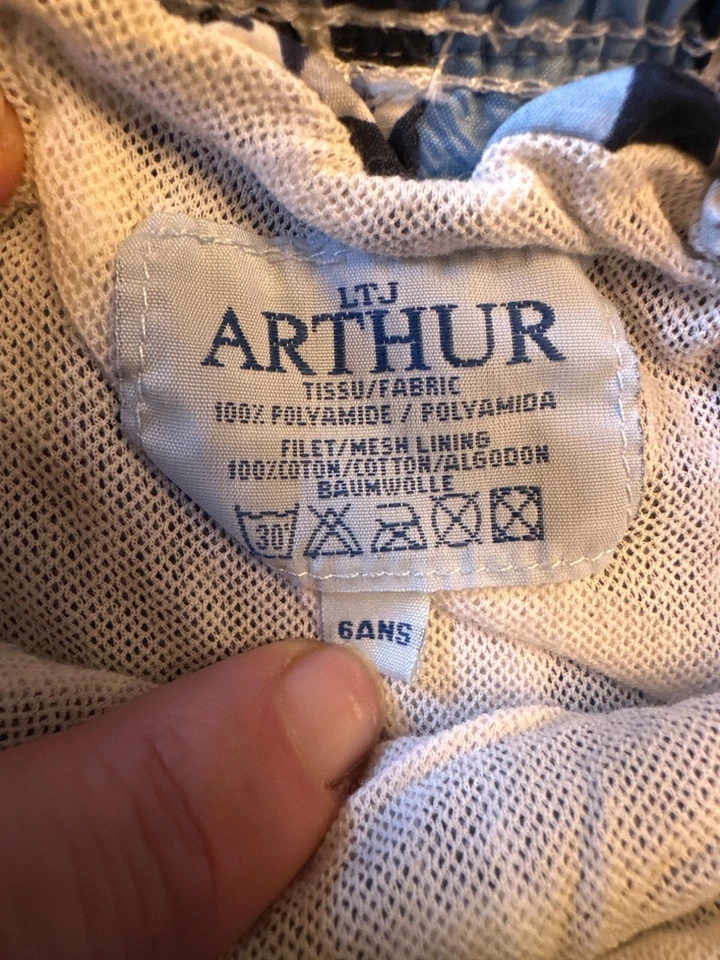 LTJ
ARTHUR
TISSU/FABRIC
100% POLYAMIDE / POLYAMIDA
FILET/MESH LINING
100%COTON/COTTON/ALGODON
BAUMWOLLE
30
6ANS